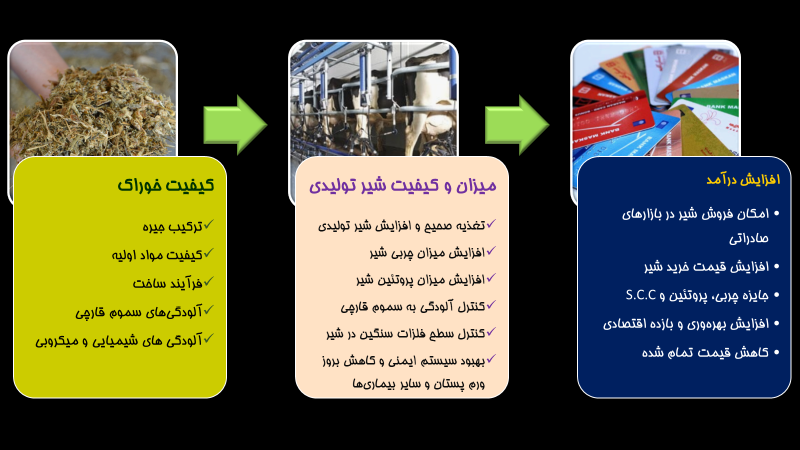 کیفیت خوراک
ترکیب جیره
کیفیت مواد اولیه
فرآیند ساخت
آلودگی‌های سموم قارچی
آلودگی های شیمیایی و میکروبی
میزان و کیفیت شیر تولیدی
تغذیه صحیح و افزایش شیر تولیدی
افزایش میزان چربی شیر
افزایش میزان پروتئین شیر
کنترل آلودگی به سموم قارچی
کنترل سطح فلزات سنگین در شیر
بهبود سیستم ایمنی و کاهش بروز
ورم پستان و سایر بیماری‌ها
افزایش درآمد
• امکان فروش شیر در بازارهای
صادراتی
• افزایش قیمت خرید شیر
• جایزه چربی، پروتئین و S.C.C
• افزایش بهره‌وری و بازده اقتصادی
• کاهش قیمت تمام شده
BANK MASKAN